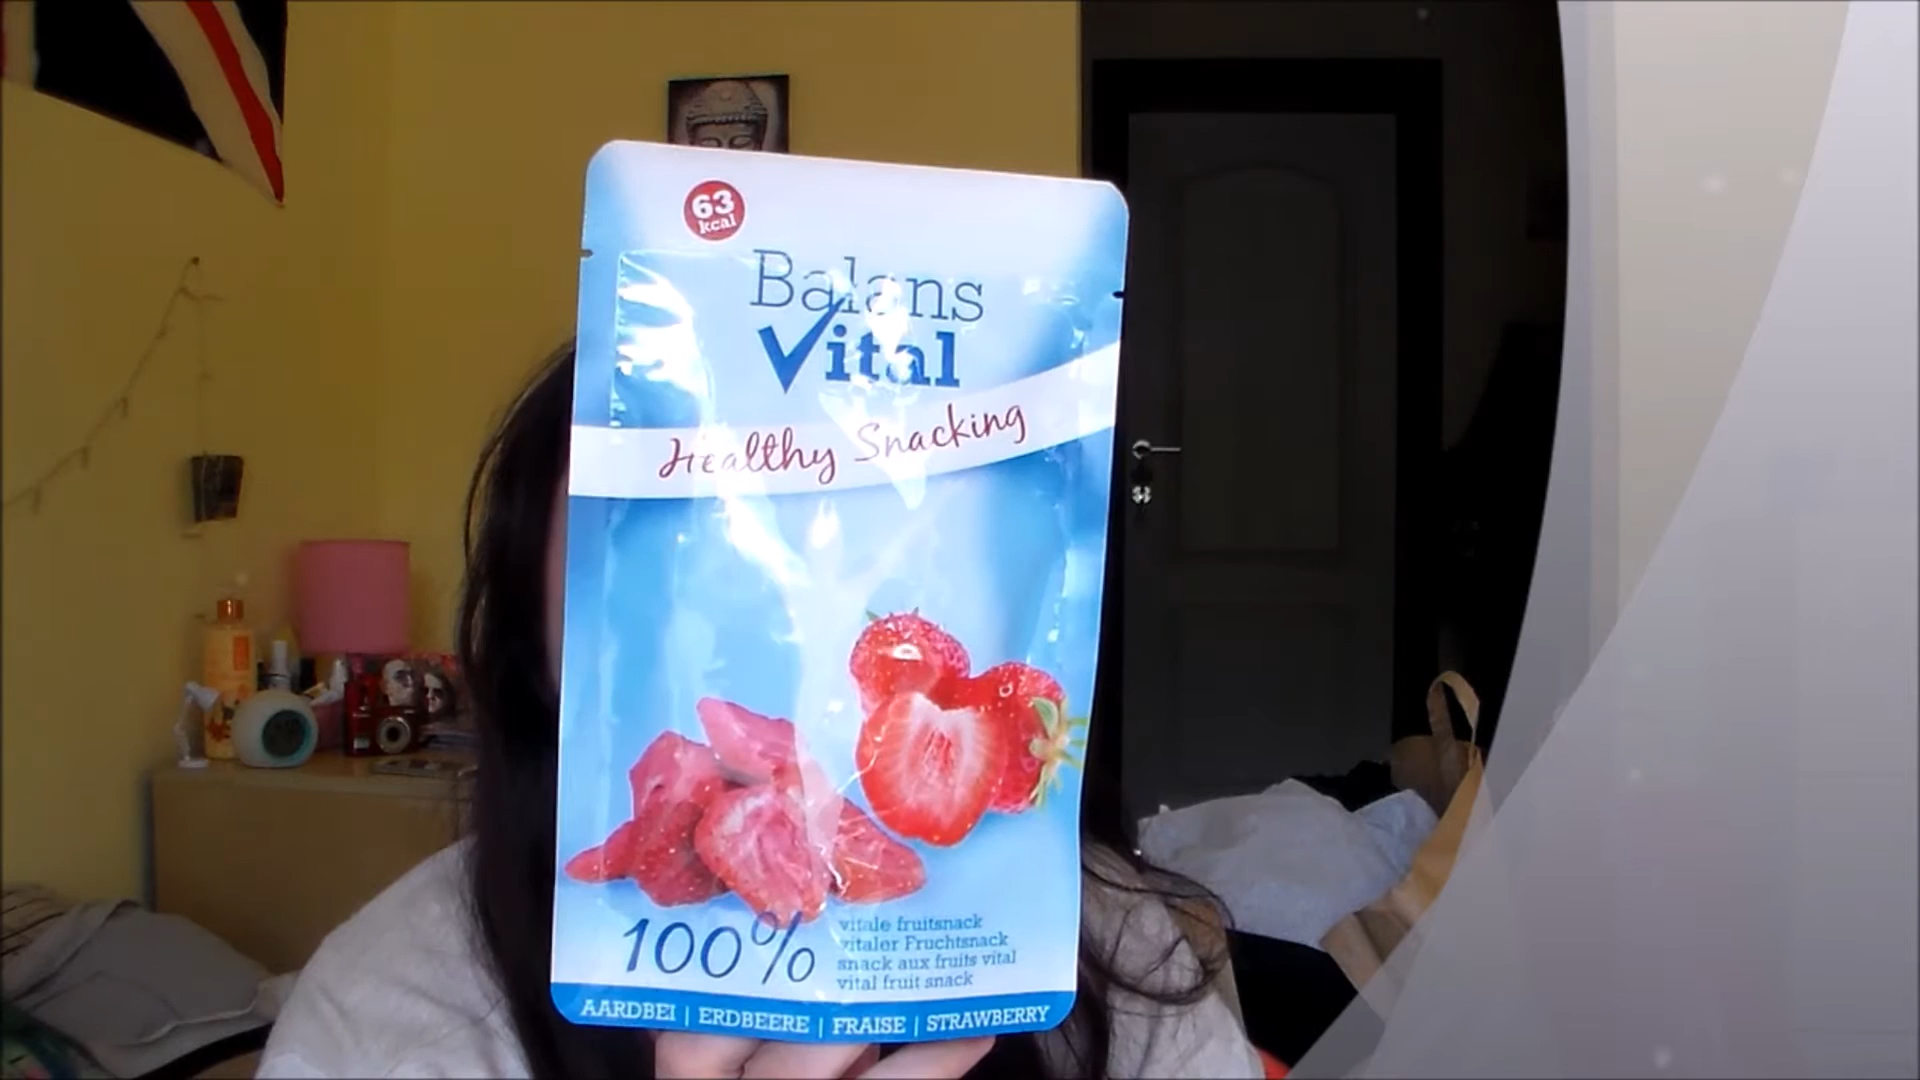 63
kcal
Balans
Vital
Healthy Snacking
100%
vitale fruitsnack
vitaler Fruchtsnack
snack aux fruits vital
vital fruit snack
AARDBEI | ERDBEERE | FRAISE | STRAWBERRY